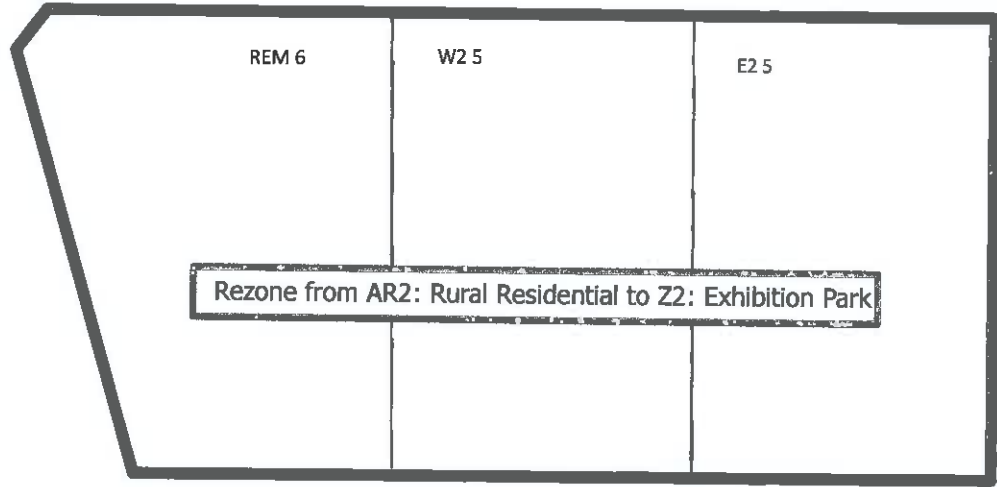 REM 6
W2 5
E2 5
Rezone from AR2: Rural Residential to Z2: Exhibition Park